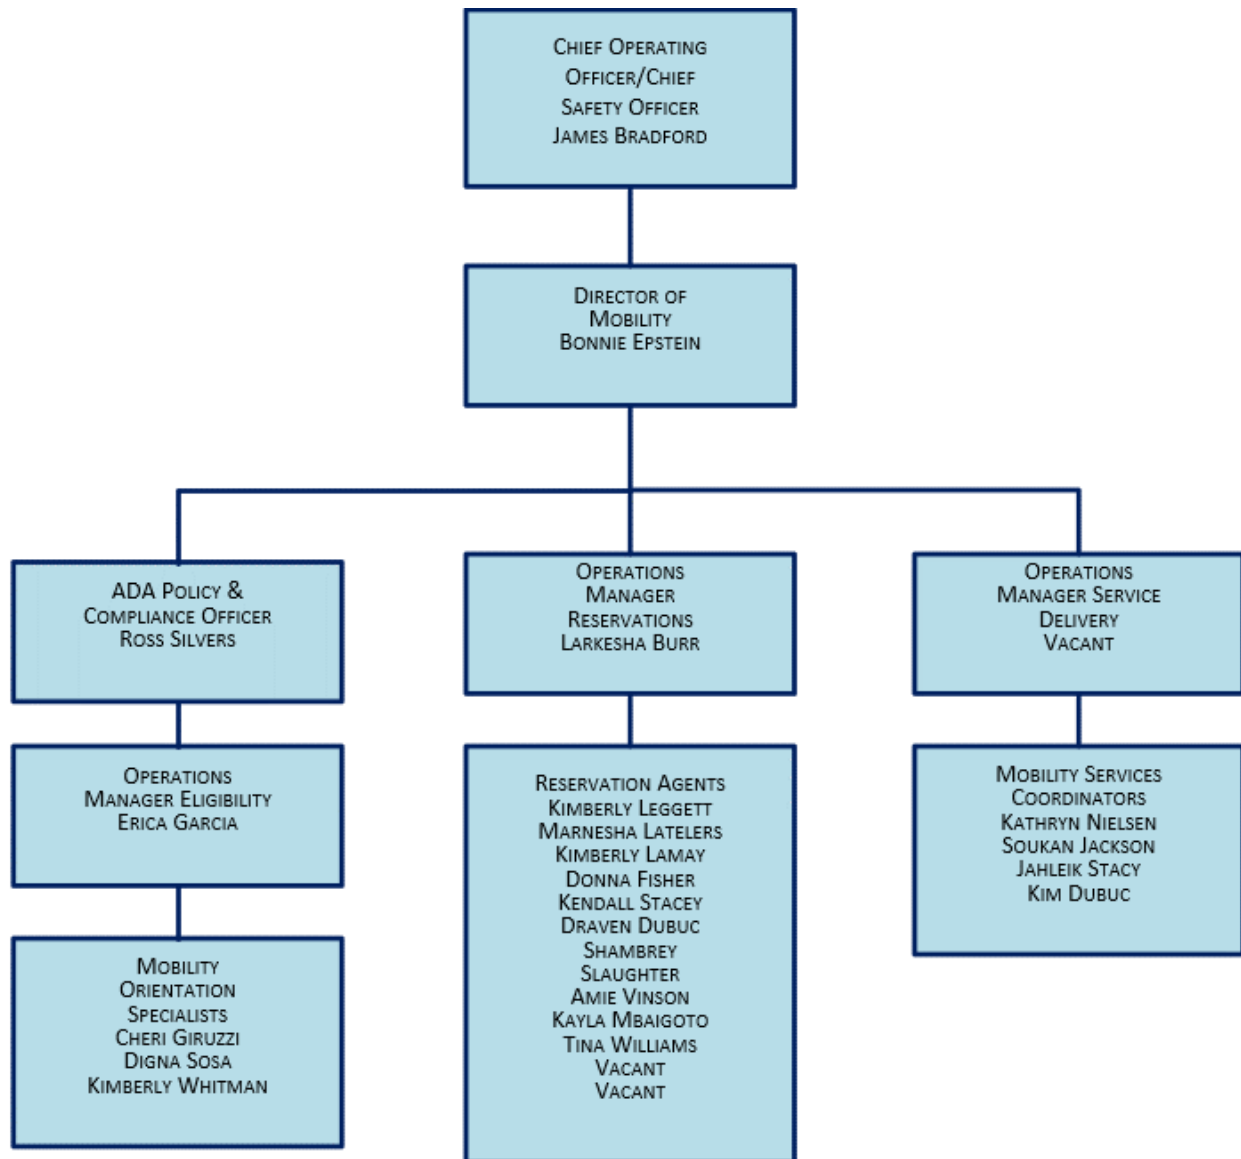 Chief Operating
Officer/Chief
Safety Officer
James Bradford
Director of
Mobility
Bonnie Epstein
ADA Policy &
Compliance Officer
Ross Silvers
Operations
Manager
Reservations
Larkesha Burr
Operations
Manager Service
Delivery
Vacant
Operations
Manager Eligibility
Erica Garcia
Reservation Agents
Kimberly Leggett
Marnesha Latelers
Kimberly Lamay
Donna Fisher
Kendall Stacey
Draven Dubuc
Shambrey
Slaughter
Amie Vinson
Kayla Mbaigoto
Tina Williams
Vacant
Vacant
Mobility Services
Coordinators
Kathryn Nielsen
Soukan Jackson
Jahleik Stacy
Kim Dubuc
Mobility
Orientation
Specialists
Cheri Giruzzi
Digna Sosa
Kimberly Whitman